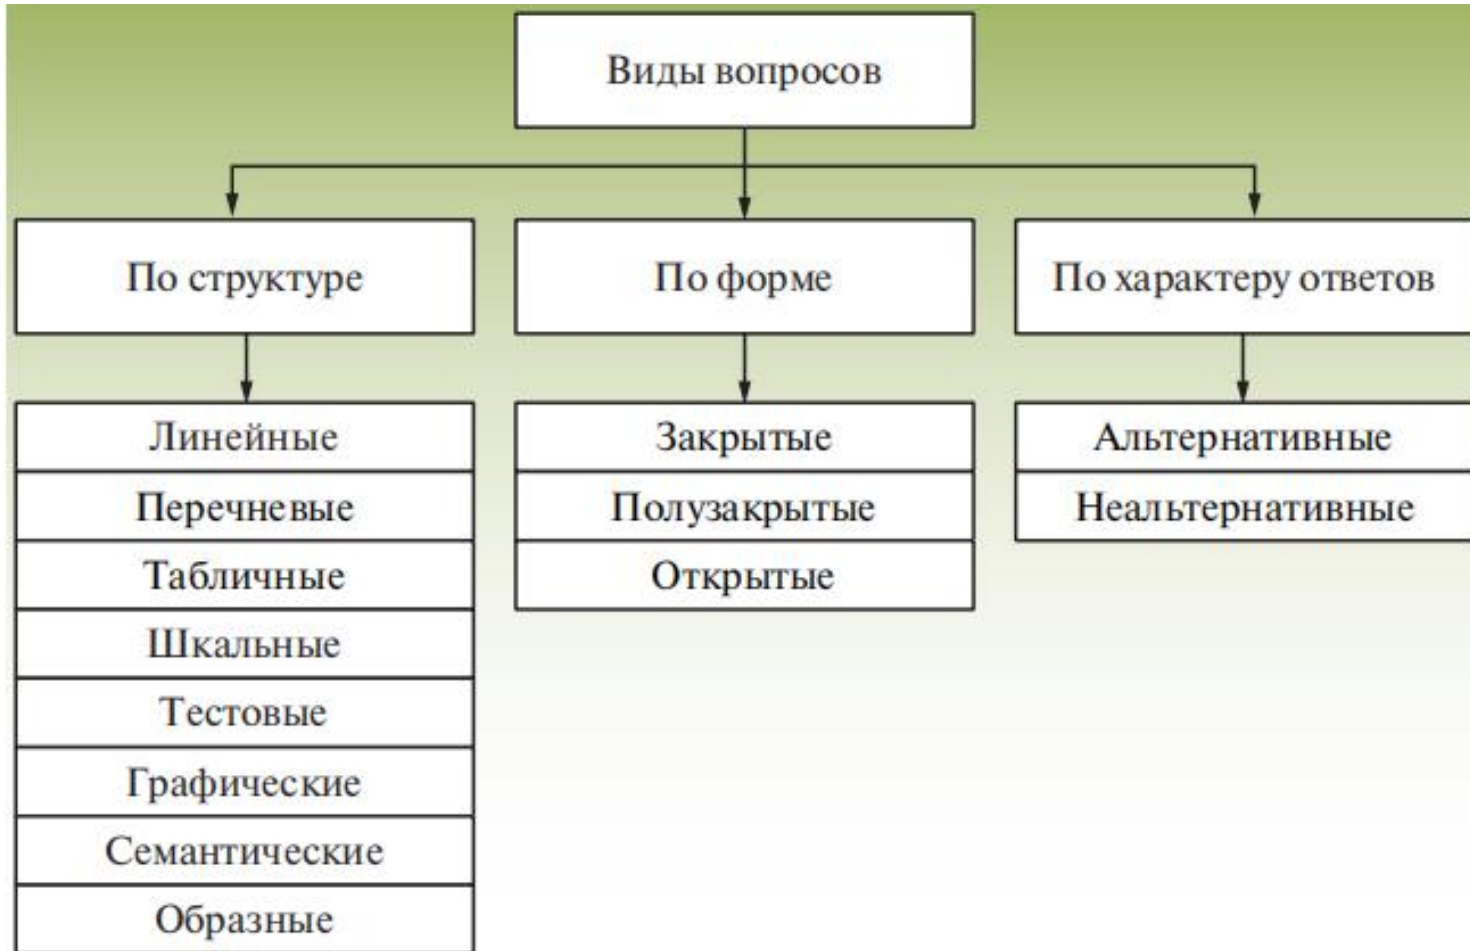 Виды вопросов
По структуре
Линейные
Перечневые
Табличные
Шкальные
Тестовые
Графические
Семантические
Образные
По форме
Закрытые
Полузакрытые
Открытые
По характеру ответов
Альтернативные
Неальтернативные